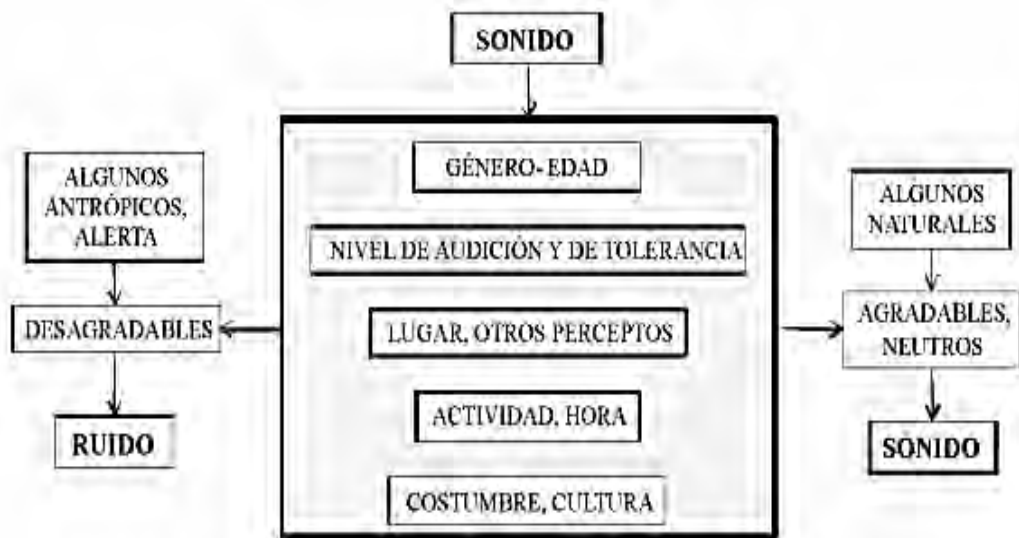 SONIDO
GÉNERO- EDAD
NIVEL DE AUDICIÓN Y DE TOLERANCIA
LUGAR, OTROS PERCEPTOS
ACTIVIDAD, HORA
COSTUMBRE, CULTURA
ALGUNOS
ANTRÓPICOS,
ALERTA
DESAGRADABLES
RUIDO
ALGUNOS
NATURALES
AGRADABLES,
NEUTROS
SONIDO